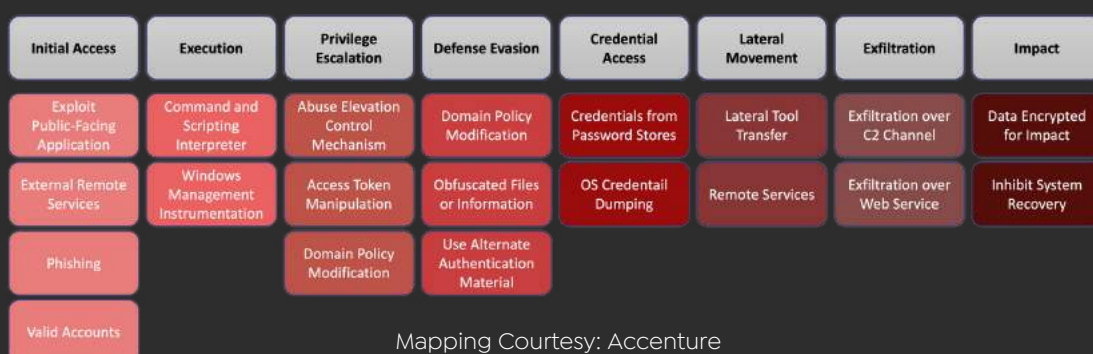 Initial Access
Execution
Privilege
Escalation
Defense Evasion
Credential
Access
Lateral
Movement
Exfiltration
Impact
Exploit
Public-Facing
Application
Command and
Scripting
Interpreter
Abuse Elevation
Control
Mechanism
Domain Policy
Modification
Credentials from
Password Stores
Lateral Tool
Transfer
Exfiltration over
C2 Channel
Data Encrypted
for Impact
External Remote
Services
Windows
Management
Instrumentation
Access Token
Manipulation
Obfuscated Files
or Information
OS Credentail
Dumping
Remote Services
Exfiltration over
Web Service
Inhibit System
Recovery
Phishing
Domain Policy
Modification
Use Alternate
Authentication
Material
Valid Accounts
Mapping Courtesy: Accenture